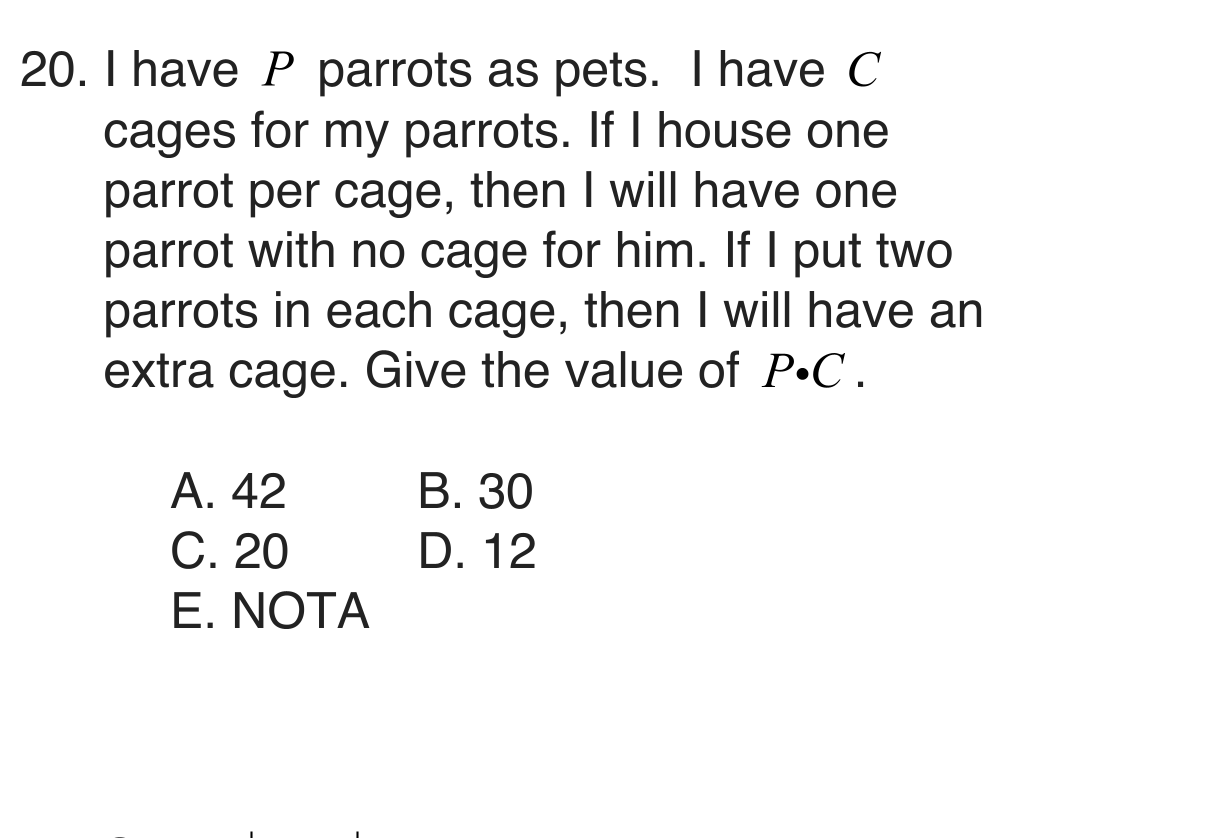 20. I have P parrots as pets. I have C
cages for my parrots. If I house one
parrot per cage, then I will have one
parrot with no cage for him. If I put two
parrots in each cage, then I will have an
extra cage. Give the value of P•C .
A. 42 B. 30
C. 20 D. 12
E. NOTA